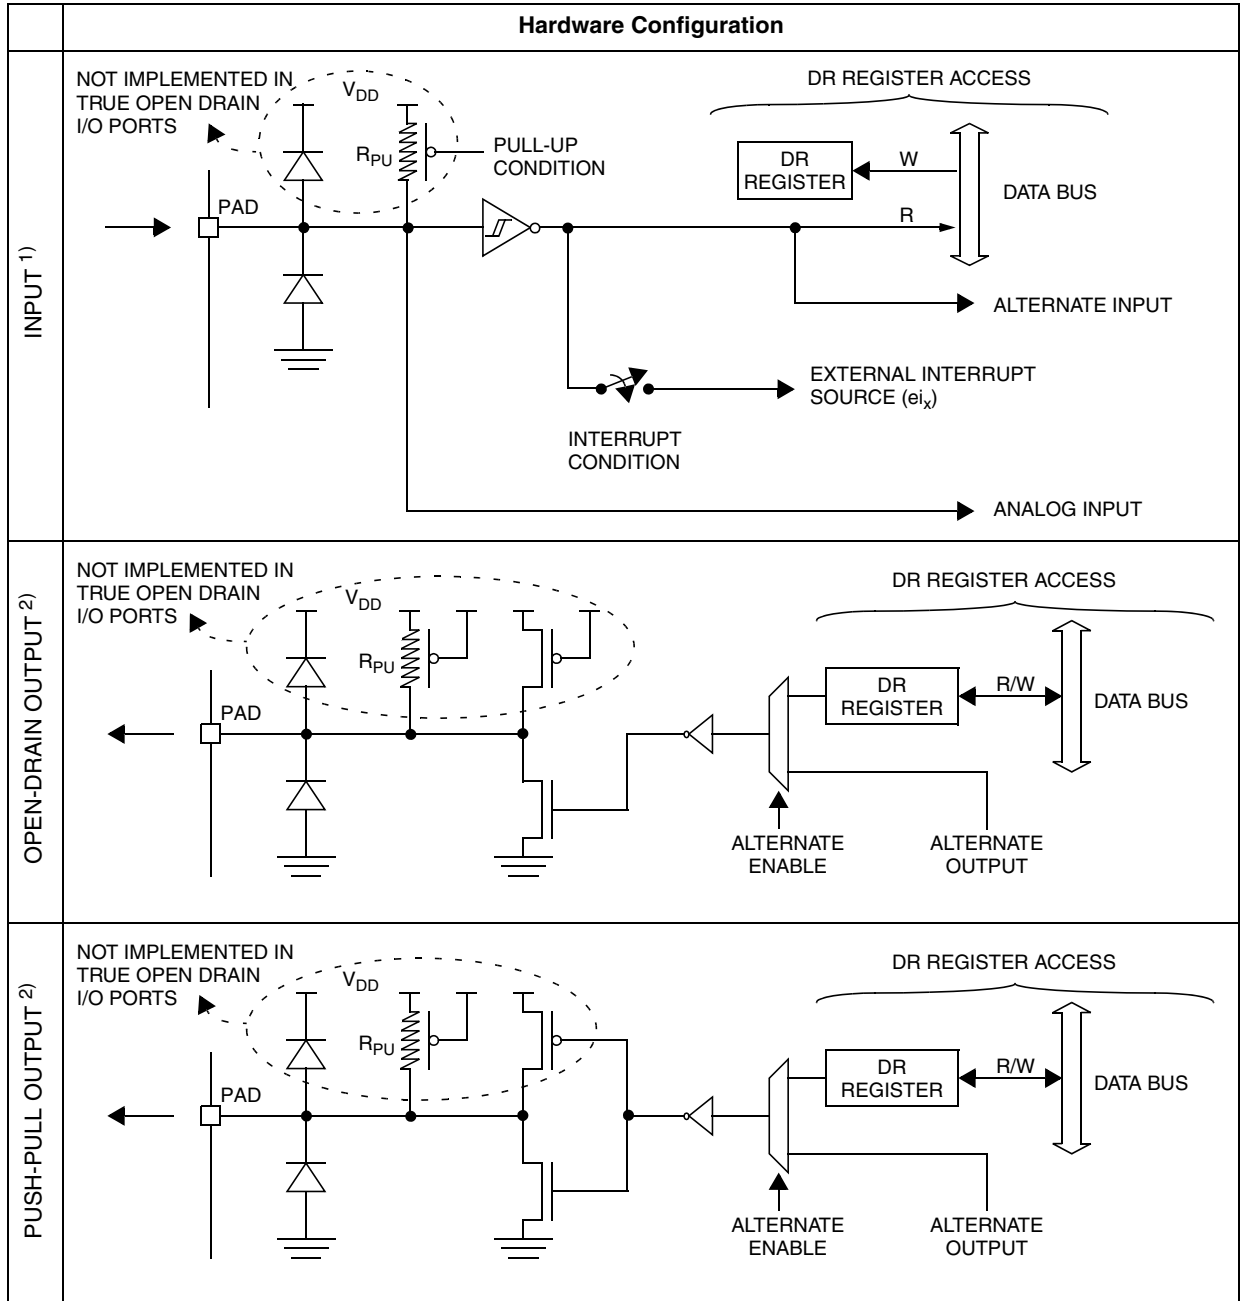 Hardware Configuration
INPUT 1)
NOT IMPLEMENTED IN
TRUE OPEN DRAIN
I/O PORTS
VDD
RPU
PULL-UP
CONDITION
PAD
DR REGISTER ACCESS
DR
REGISTER
W
R
DATA BUS
ALTERNATE INPUT
EXTERNAL INTERRUPT
SOURCE (eix)
INTERRUPT
CONDITION
ANALOG INPUT
OPEN-DRAIN OUTPUT 2)
NOT IMPLEMENTED IN
TRUE OPEN DRAIN
I/O PORTS
VDD
RPU
PAD
DR REGISTER ACCESS
DR
REGISTER
R/W
DATA BUS
ALTERNATE
ENABLE
ALTERNATE
OUTPUT
PUSH-PULL OUTPUT 2)
NOT IMPLEMENTED IN
TRUE OPEN DRAIN
I/O PORTS
VDD
RPU
PAD
DR REGISTER ACCESS
DR
REGISTER
R/W
DATA BUS
ALTERNATE
ENABLE
ALTERNATE
OUTPUT